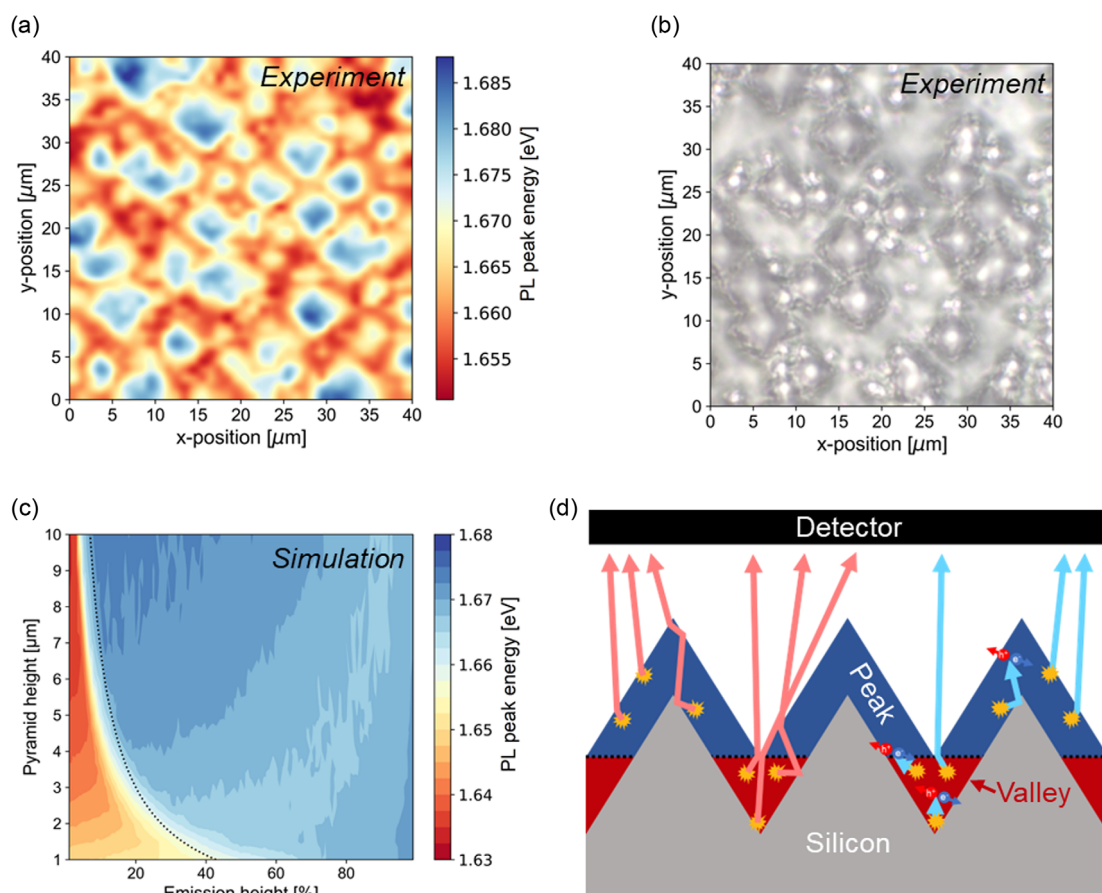 (a)
Experiment
40
35
30
25
20
15
10
5
0
y-position [μm]
0 5 10 15 20 25 30 35 40
x-position [μm]
1.685
1.680
1.675
1.670
1.665
1.660
1.655
PL peak energy [eV]
(b)
Experiment
40
35
30
25
20
15
10
5
0
y-position [μm]
0 5 10 15 20 25 30 35 40
x-position [μm]
(c)
Simulation
10
9
8
7
6
5
4
3
2
1
Pyramid height [μm]
20 40 60 80
Emission height [%]
1.68
1.67
1.66
1.65
1.64
1.63
PL peak energy [eV]
(d)
Detector
Peak
h+ e
h+ e
h+ e
Valley
Silicon